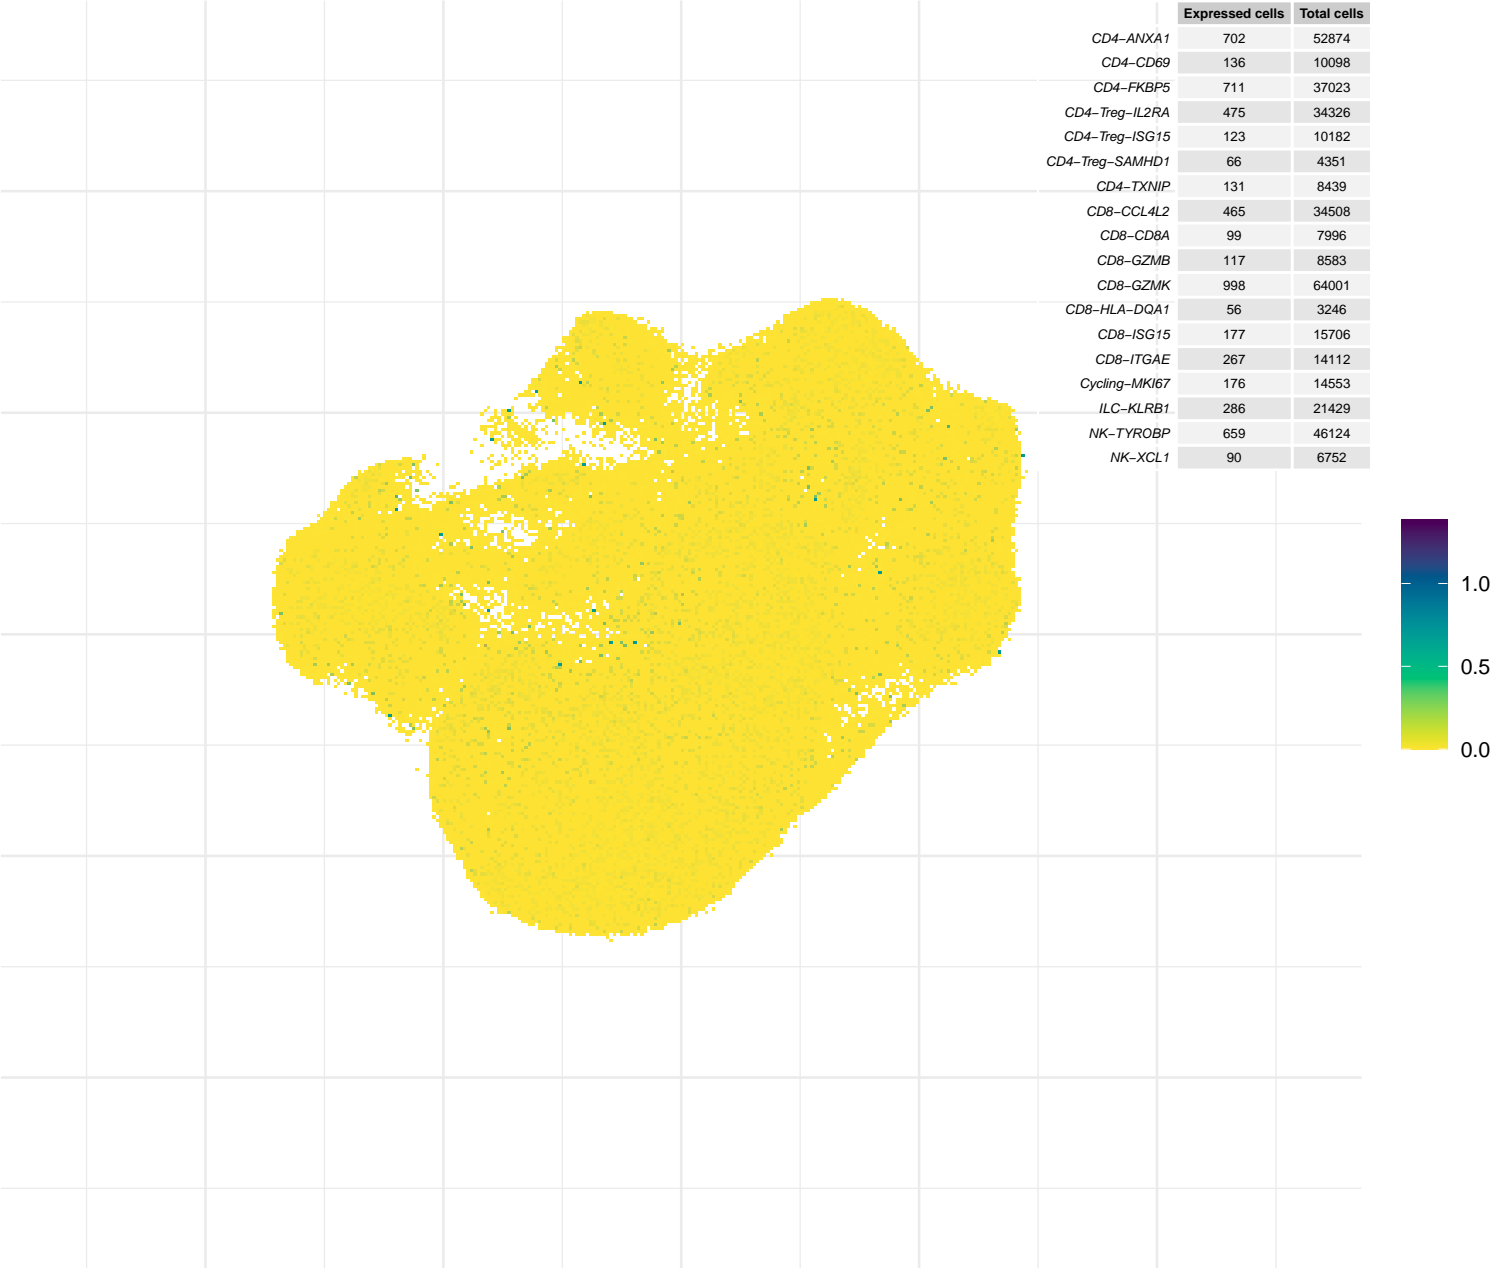 Expressed cells Total cells
CD4−ANXA1 702 52874
CD4−CD69 136 10098
CD4−FKBP5 711 37023
CD4−Treg−IL2RA 475 34326
CD4−Treg−ISG15 123 10182
CD4−Treg−SAMHD1 66 4351
CD4−TXNIP 131 8439
CD8−CCL4L2 465 34508
CD8−CD8A 99 7996
CD8−GZMB 117 8583
CD8−GZMK 998 64001
CD8−HLA−DQA1 56 3246
CD8−ISG15 177 15706
CD8−ITGAE 267 14112
Cycling−MKI67 176 14553
ILC−KLRB1 286 21429
NK−TYROBP 659 46124
NK−XCL1 90 6752
1.0
0.5
0.0